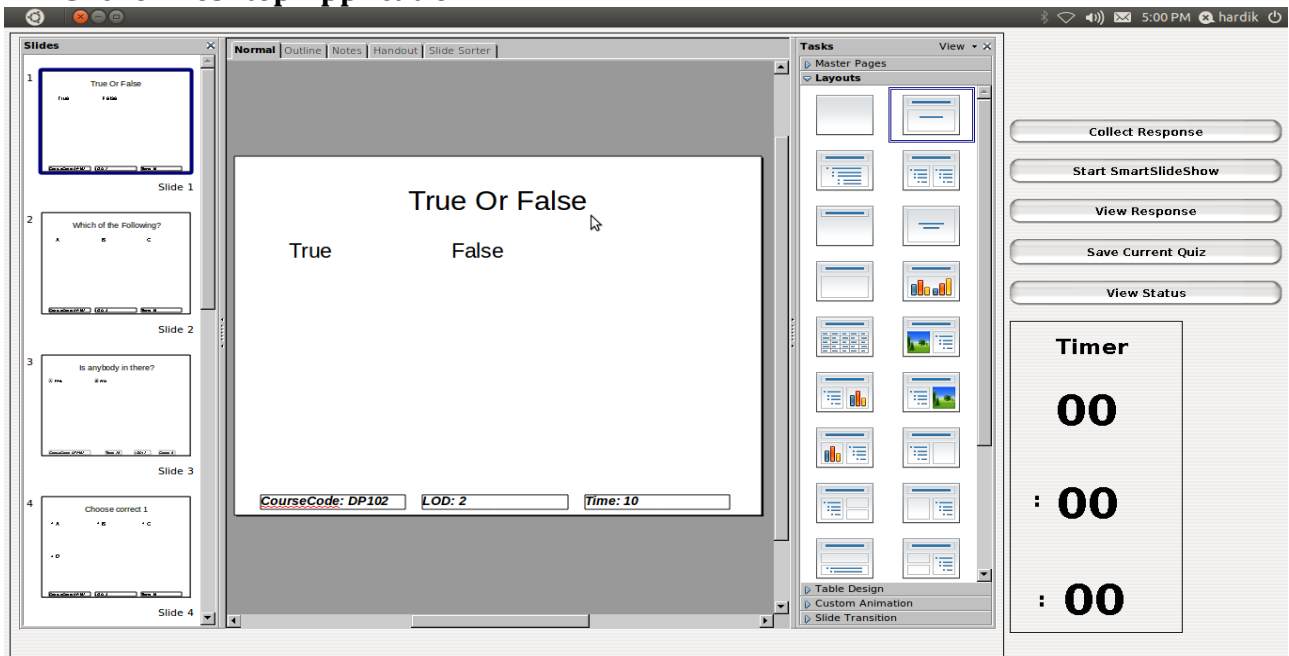 5:00 PM hardik
Slides
Normal Outline Notes Handout Slide Sorter
Tasks View
Master Pages
Layouts
1
True Or False
True False
Slide 1
2
Which of the Following?
A B C
Slide 2
3
Is anybody in there?
Slide 3
4
Choose correct 1
A B C
D
Slide 4
True Or False
True False
CourseCode: DP102 LOD: 2 Time: 10
Table Design
Custom Animation
Slide Transition
Collect Response
Start SmartSlideShow
View Response
Save Current Quiz
View Status
Timer
00
: 00
: 00